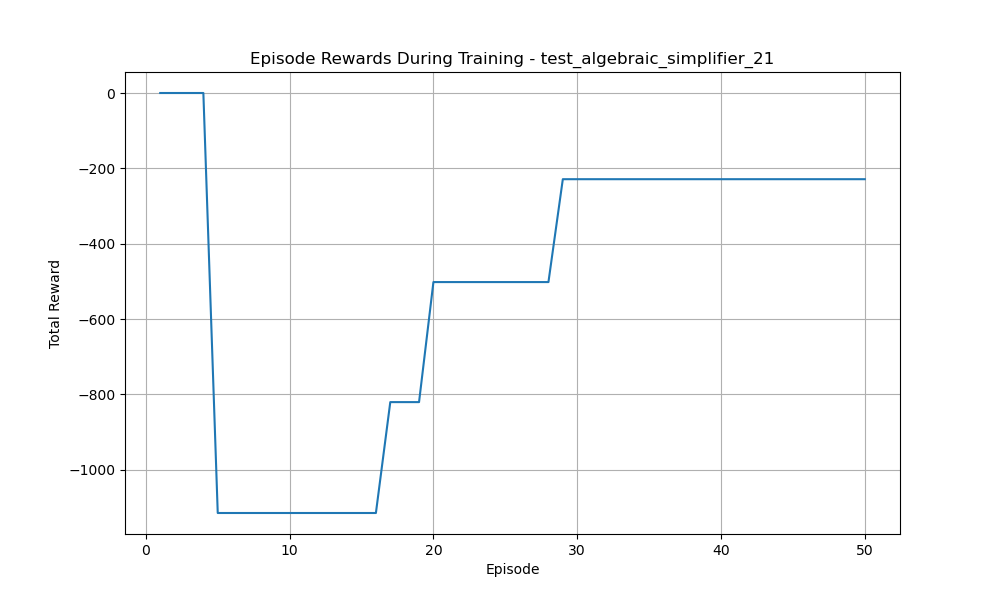 Episode Rewards During Training - test_algebraic_simplifier_21
0
−200
−400
−600
−800
−1000
Total Reward
0 10 20 30 40 50
Episode